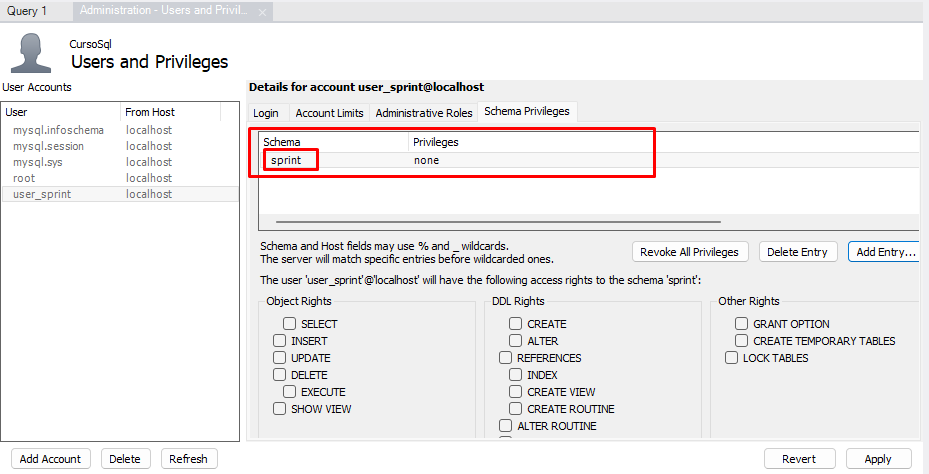 Query 1
Administration - Users and Privil...
CursoSql
Users and Privileges
User Accounts
User From Host
mysql.infoschema localhost
mysql.session localhost
mysql.sys localhost
root localhost
user_sprint localhost
Add Account Delete Refresh
Details for account user_sprint@localhost
Login Account Limits Administrative Roles Schema Privileges
Schema Privileges
sprint none
Schema and Host fields may use % and _ wildcards.
The server will match specific entries before wildcarded ones.
Revoke All Privileges Delete Entry Add Entry...
The user 'user_sprint'@'localhost' will have the following access rights to the schema 'sprint':
Object Rights
SELECT
INSERT
UPDATE
DELETE
EXECUTE
SHOW VIEW
DDL Rights
CREATE
ALTER
REFERENCES
INDEX
CREATE VIEW
CREATE ROUTINE
ALTER ROUTINE
Other Rights
GRANT OPTION
CREATE TEMPORARY TABLES
LOCK TABLES
Revert Apply